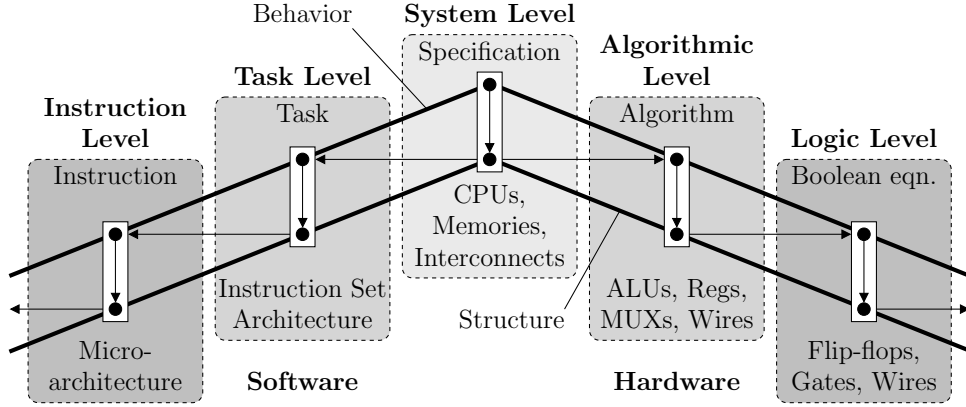 Behavior
System Level
Specification
CPUs,
Memories,
Interconnects
Task Level
Task
Instruction Set
Architecture
Instruction
Level
Instruction
Micro-
architecture
Software
Algorithmic
Level
Algorithm
ALUs, Regs,
MUXs, Wires
Logic Level
Boolean eqn.
Flip-flops,
Gates, Wires
Structure
Hardware